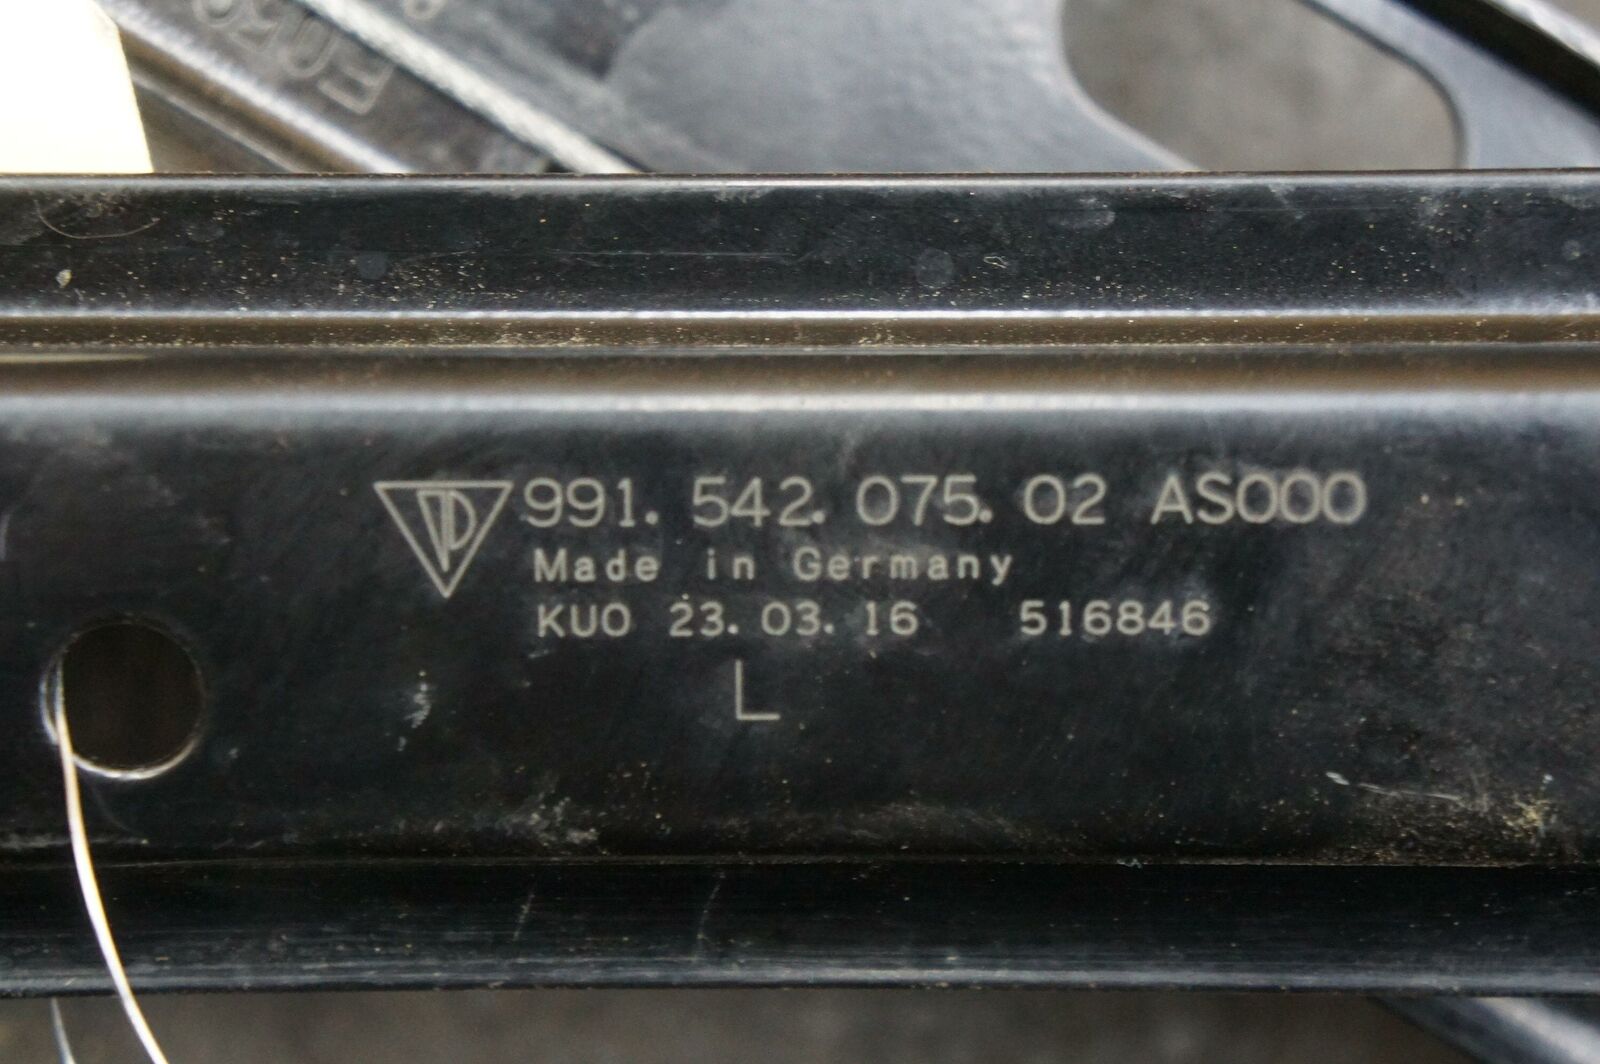 991. 542. 075. 02 AS000
Made in Germany
KUO 23. 03. 16 516846
L